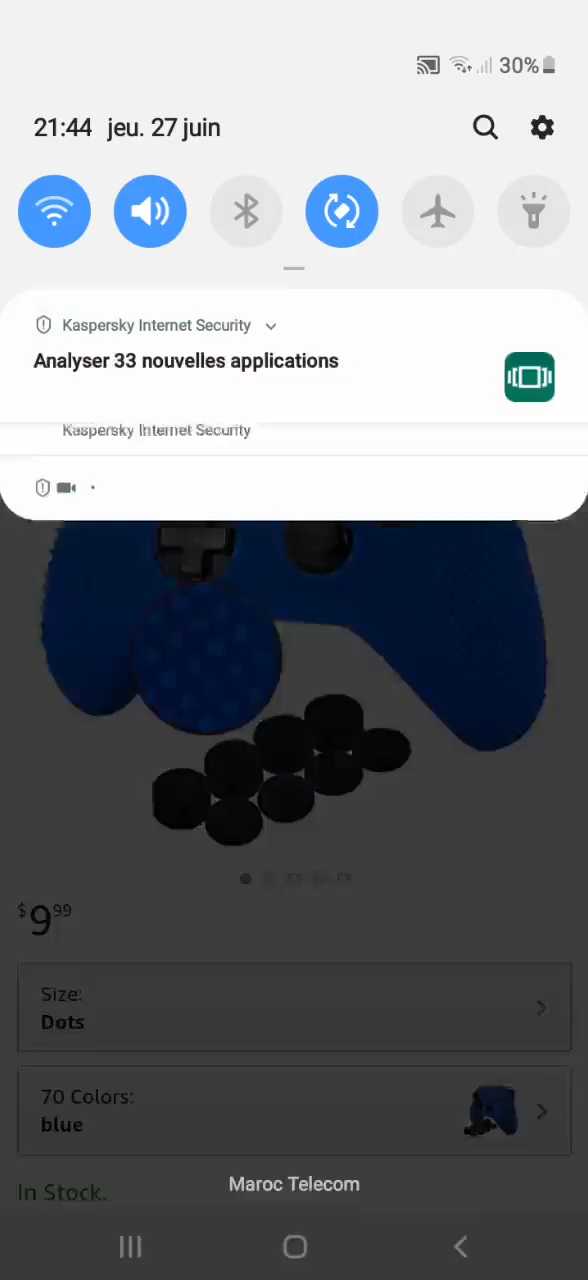 30%
21:44 jeu. 27 juin
Kaspersky Internet Security
Analyser 33 nouvelles applications
Kaspersky Internet Security
$9.99
Size:
Dots
70 Colors:
blue
In Stock.
Maroc Telecom